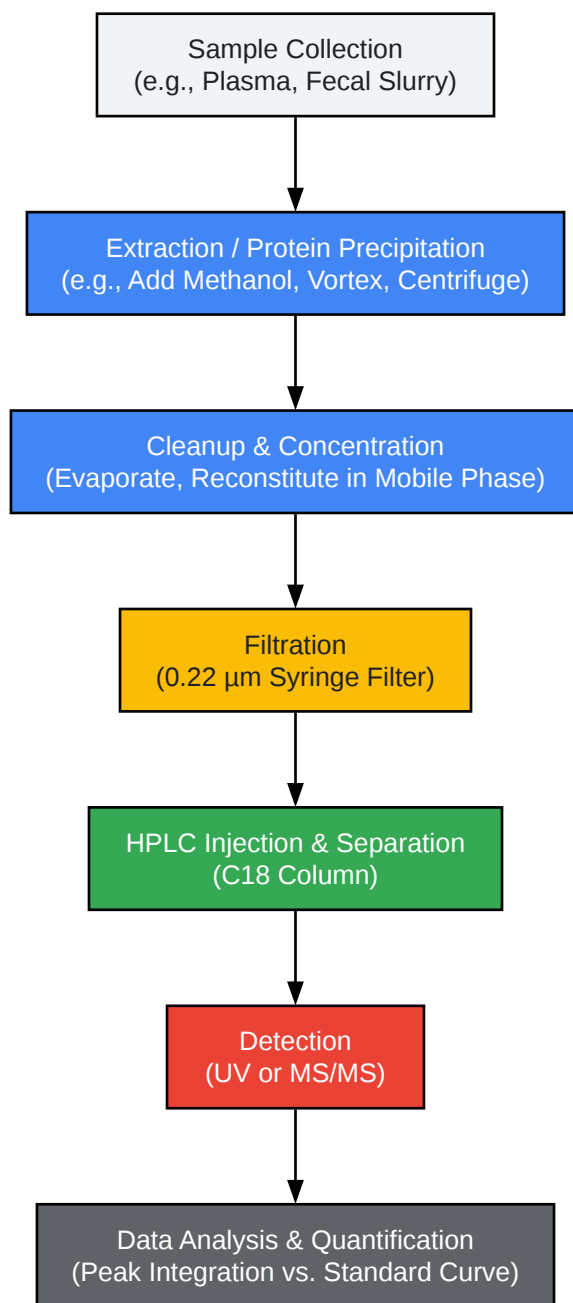 Sample Collection
(e.g., Plasma, Fecal Slurry)
Extraction / Protein Precipitation
(e.g., Add Methanol, Vortex, Centrifuge)
Cleanup & Concentration
(Evaporate, Reconstitute in Mobile Phase)
Filtration
(0.22 µm Syringe Filter)
HPLC Injection & Separation
(C18 Column)
Detection
(UV or MS/MS)
Data Analysis & Quantification
(Peak Integration vs. Standard Curve)